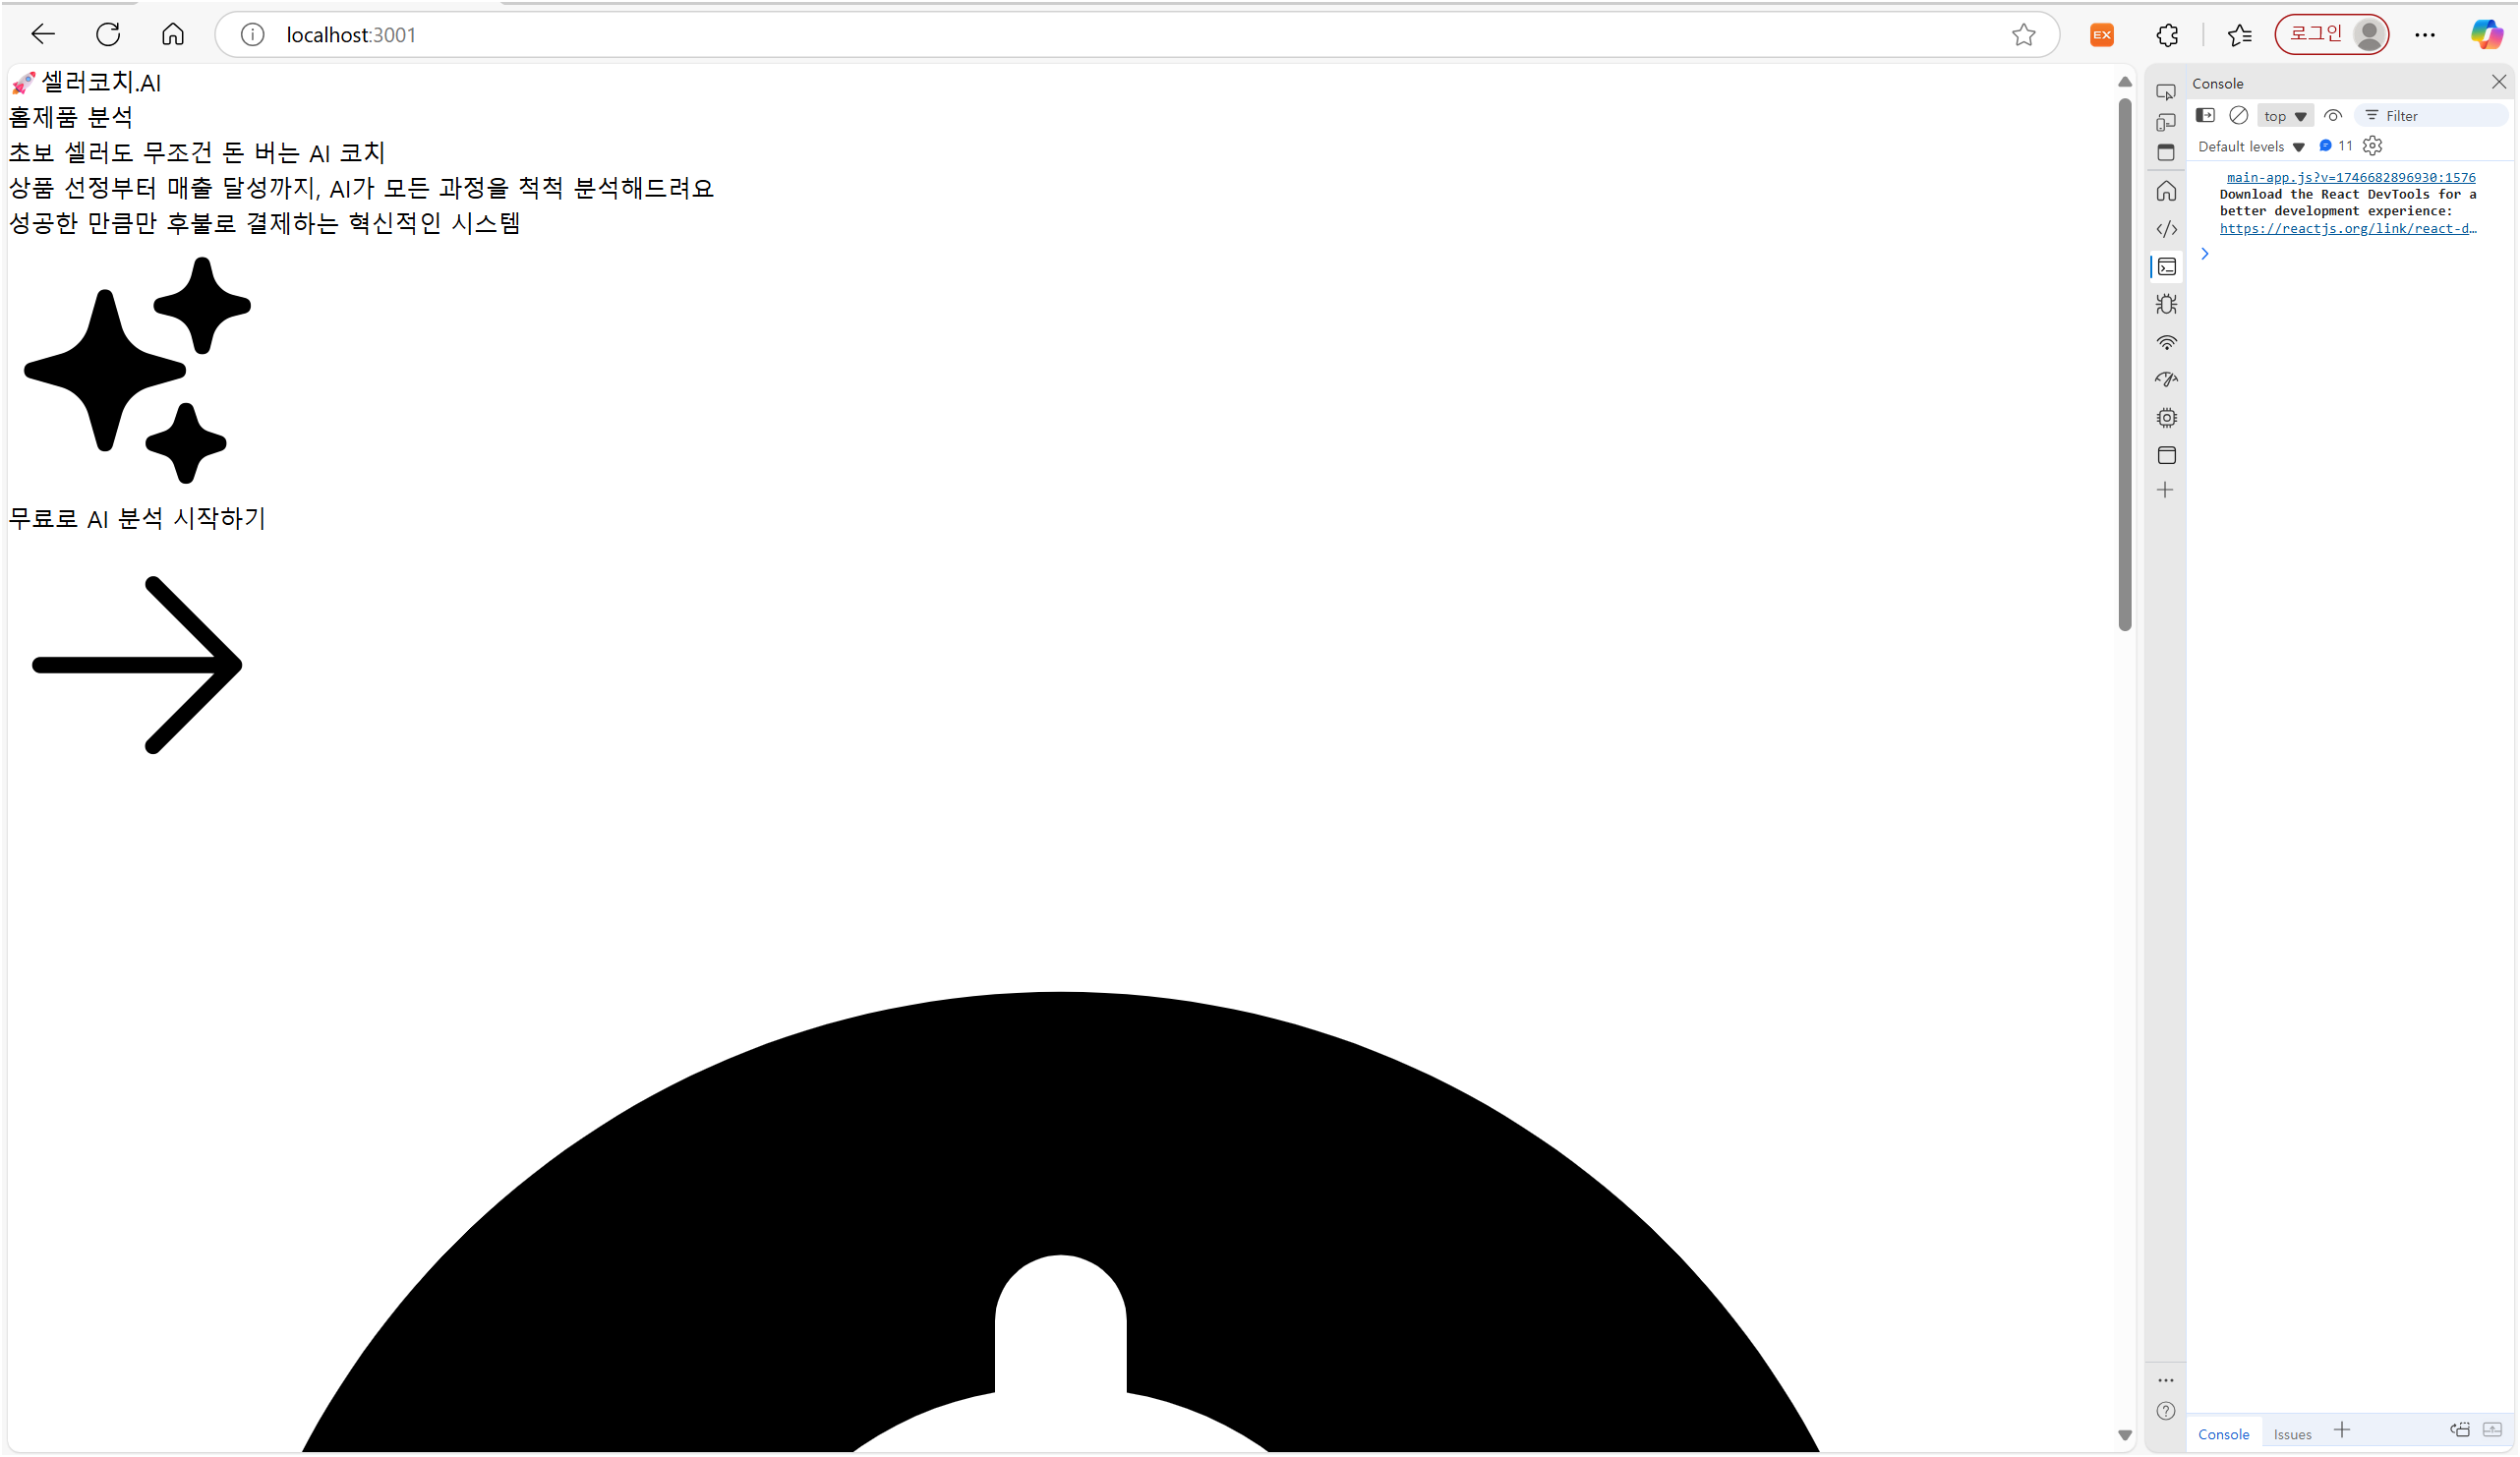 localhost:3001
EX
로그인
🚀 셀러코치.AI
홈제품 분석
초보 셀러도 무조건 돈 버는 AI 코치
상품 선정부터 매출 달성까지, AI가 모든 과정을 척척 분석해드려요
성공한 만큼만 후불로 결제하는 혁신적인 시스템
무료로 AI 분석 시작하기
Console
top
Filter
Default levels
11
main-app.js?v=1746682896930:1576
Download the React DevTools for a
better development experience:
https://reactjs.org/link/react-d…
Console
Issues